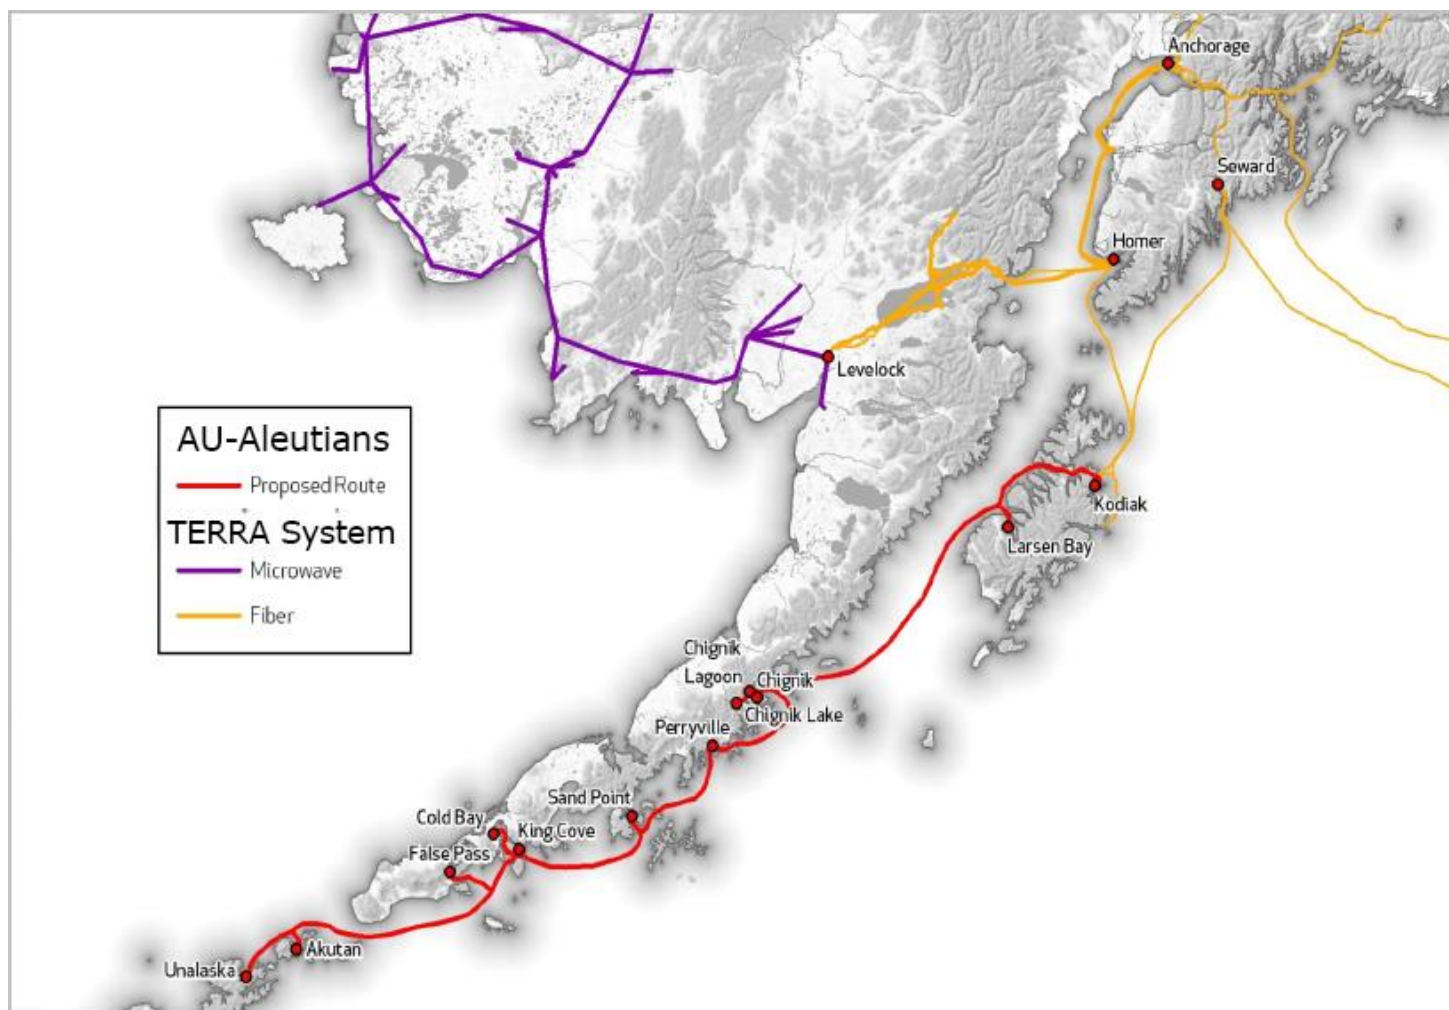 Anchorage
Seward
Homer
Levelock
AU-Aleutians
Proposed Route
TERRA System
Microwave
Fiber
Kodiak
Larsen Bay
Chignik
Lagoon
Chignik
Chignik Lake
Perryville
Sand Point
Cold Bay
King Cove
False Pass
Akutan
Unalaska